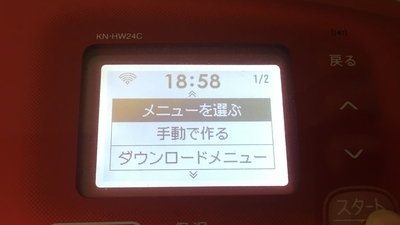 KN-HW24C
18:58 1/2
メニューを選ぶ
手動で作る
ダウンロードメニュー
戻る
スタート